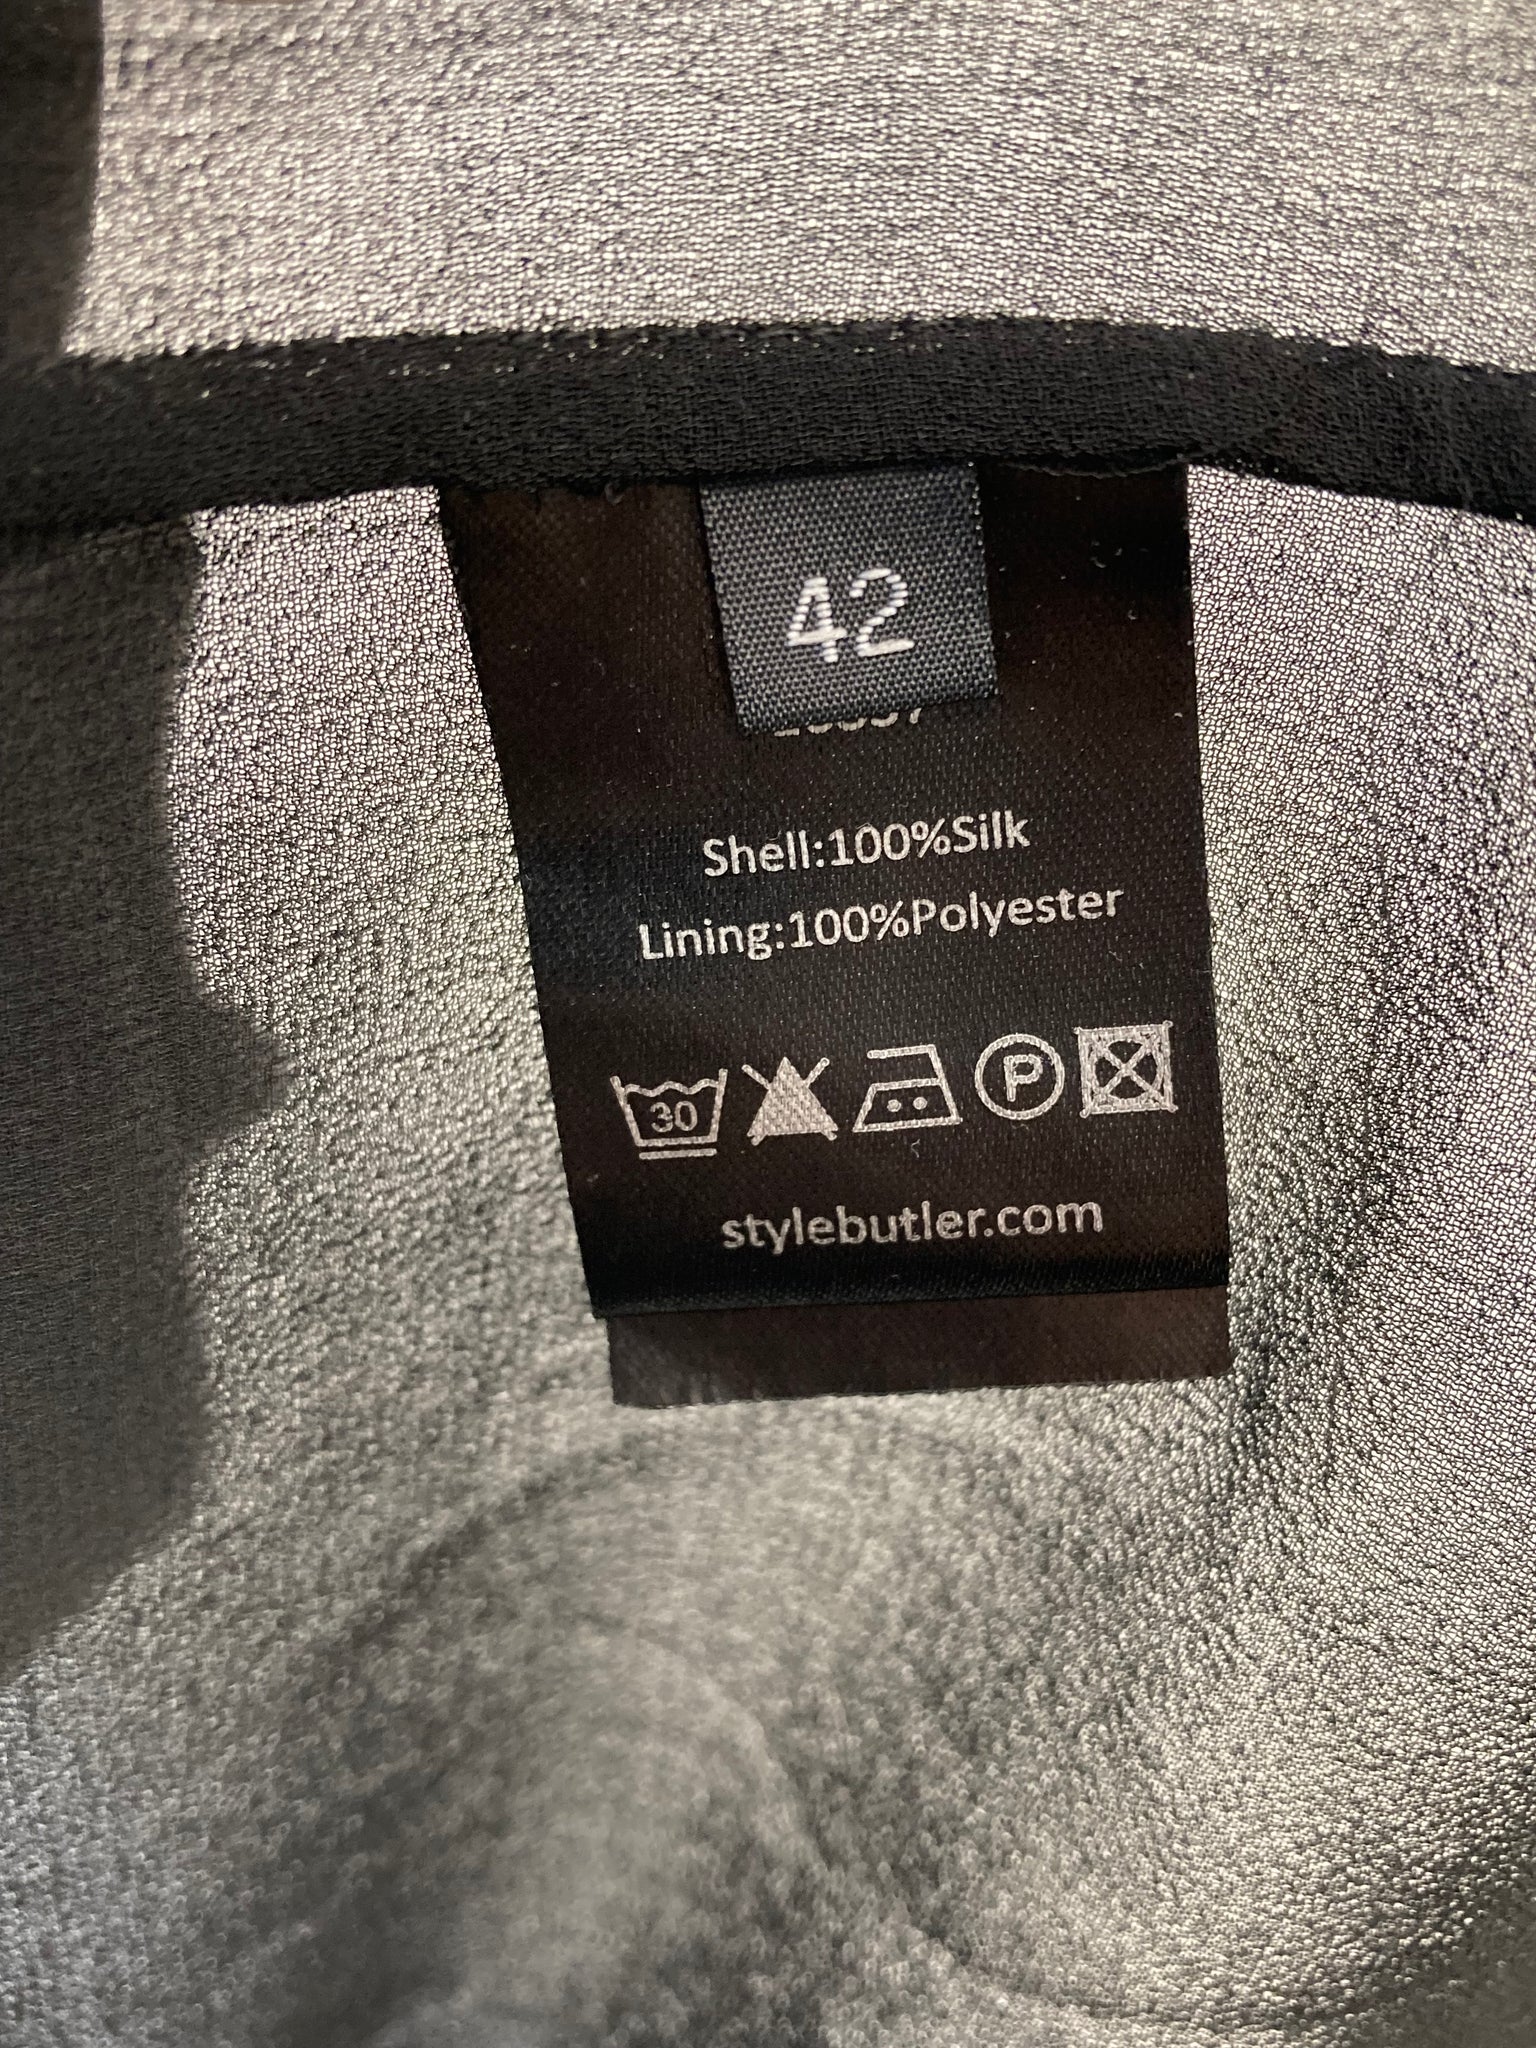 42
Shell:100%Silk
Lining:100%Polyester
30 P
stylebutler.com